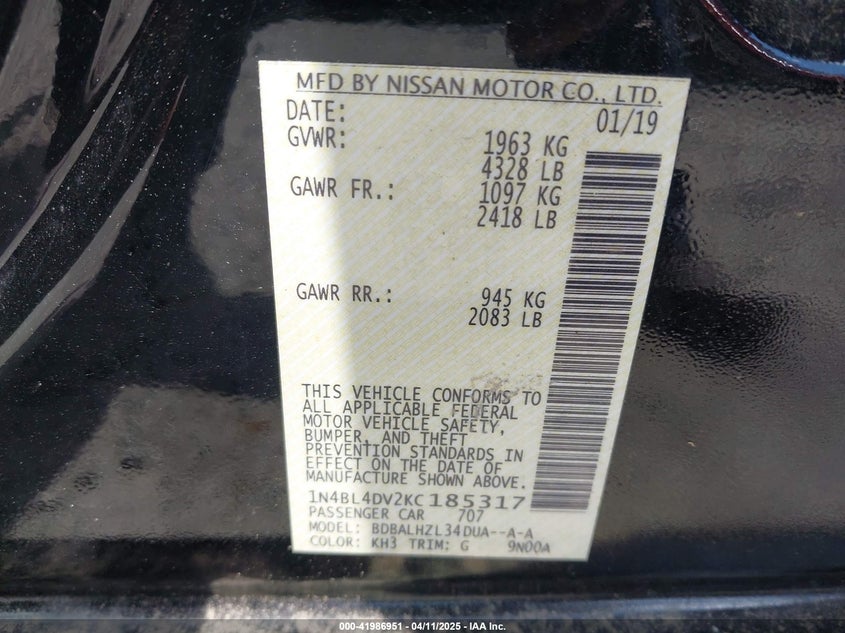 MFD BY NISSAN MOTOR CO., LTD.
DATE: 01/19
GVWR: 1963 KG
4328 LB
GAWR FR.: 1097 KG
2418 LB
GAWR RR.: 945 KG
2083 LB
THIS VEHICLE CONFORMS TO
ALL APPLICABLE FEDERAL
MOTOR VEHICLE SAFETY,
BUMPER, AND THEFT
PREVENTION STANDARDS IN
EFFECT ON THE DATE OF
MANUFACTURE SHOWN ABOVE.
1N4BL4DV2KC185317
PASSENGER CAR 707
MODEL: BDBALHZL34DUA--A-A
COLOR: KH3 TRIM: G 9N00A
000-41986951 - 04/11/2025 - IAA Inc.